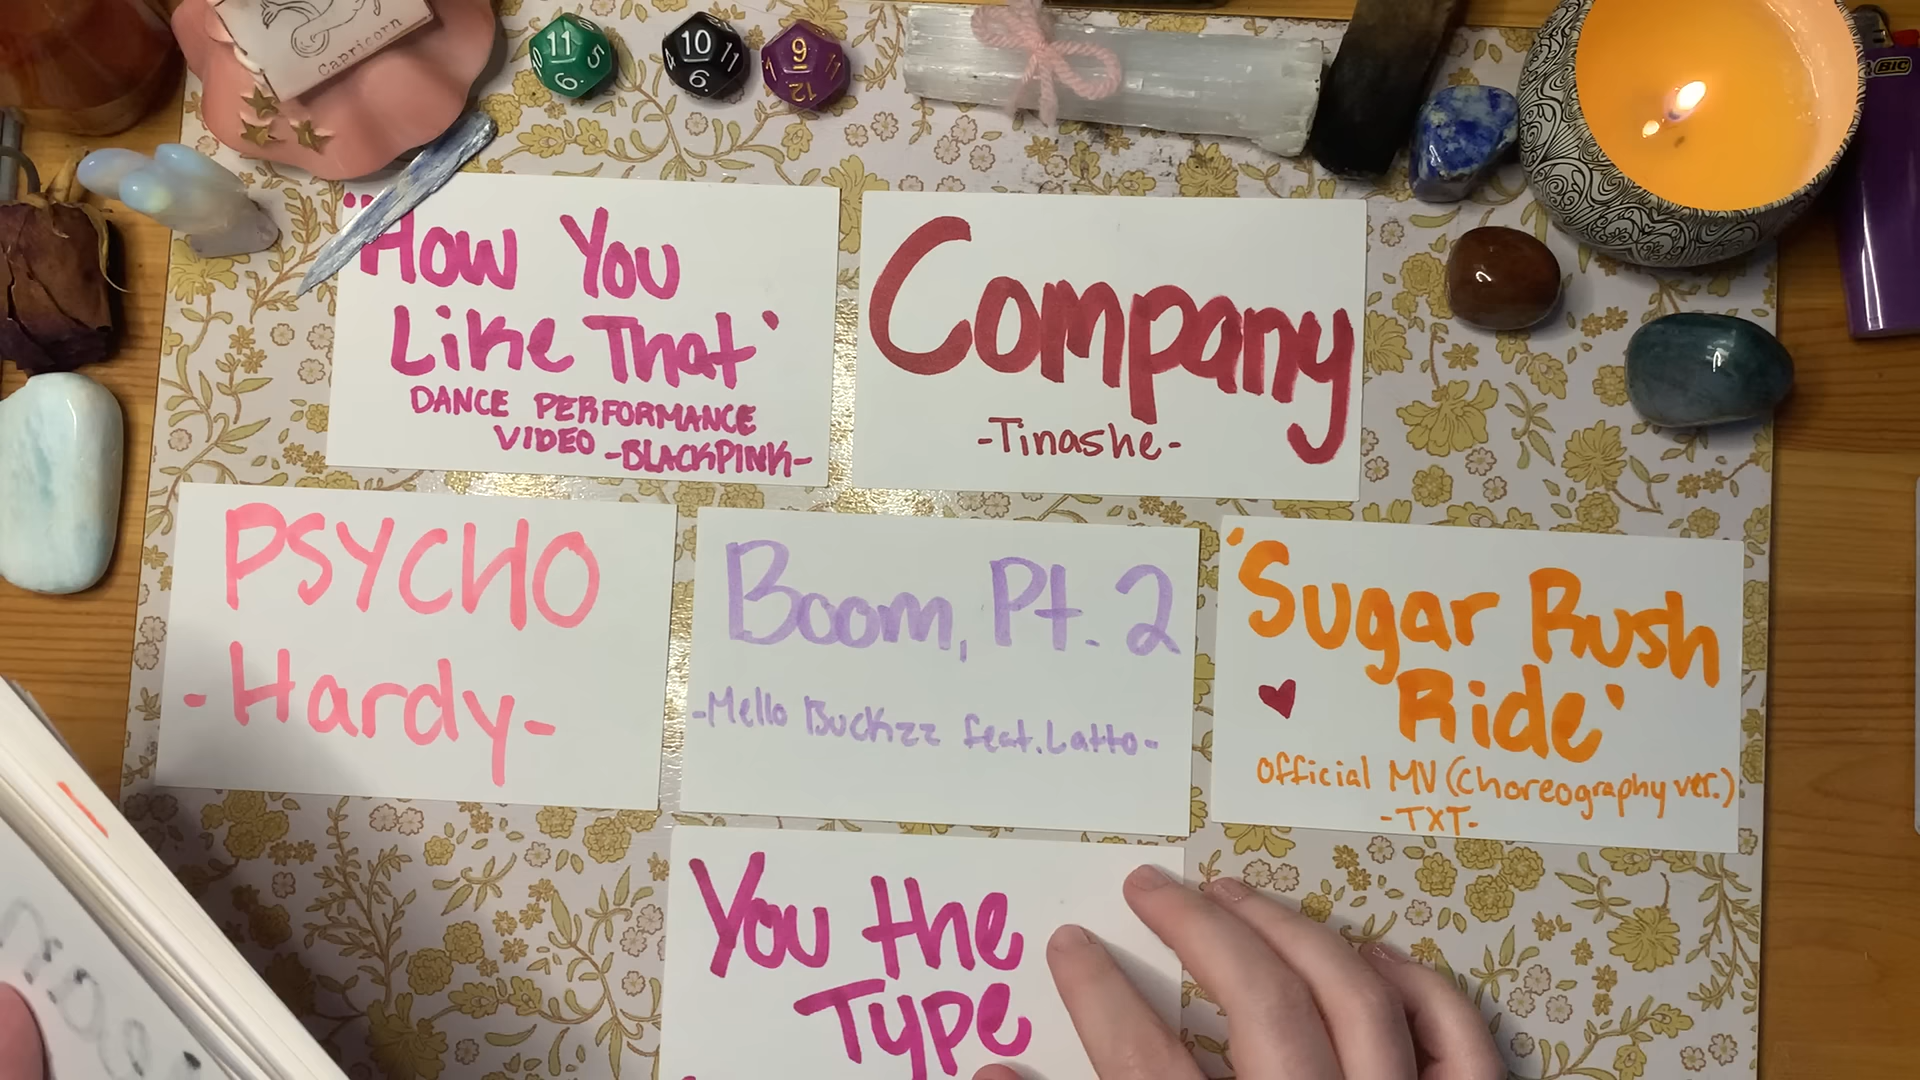 Capricorn
11
5
6.
10
11
6.
9
11
12
BIC
"How You
Like That"
DANCE PERFORMANCE
VIDEO -BLACKPINK-
Company
-Tinashe-
PSYCHO
-Hardy-
Boom, Pt. 2
-Mello Buckzz feat. Latto-
'Sugar Rush
Ride'
Official MV (Choreography ver.)
-TXT-
You the
Type